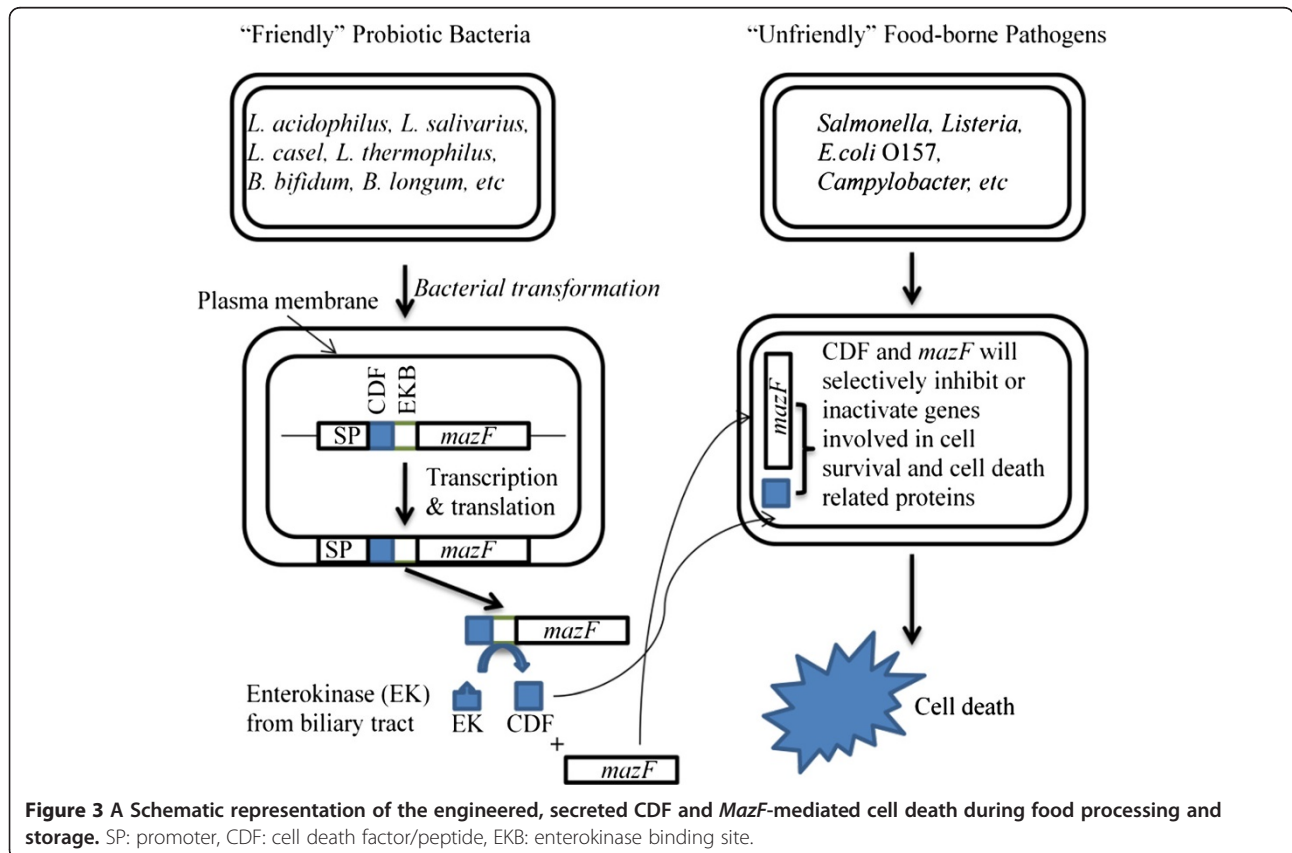 “Friendly” Probiotic Bacteria
“Unfriendly” Food-borne Pathogens
L. acidophilus, L. salivarius,
L. casel, L. thermophilus,
B. bifidum, B. longum, etc
Salmonella, Listeria,
E.coli O157,
Campylobacter, etc
Bacterial transformation
Plasma membrane
CDF
EKB
SP
mazF
Transcription
& translation
SP
mazF
mazF
Enterokinase (EK)
from biliary tract
EK
CDF
+
mazF
mazF
CDF and mazF will
selectively inhibit or
inactivate genes
involved in cell
survival and cell death
related proteins
Cell death
Figure 3 A Schematic representation of the engineered, secreted CDF and MazF-mediated cell death during food processing and
storage. SP: promoter, CDF: cell death factor/peptide, EKB: enterokinase binding site.